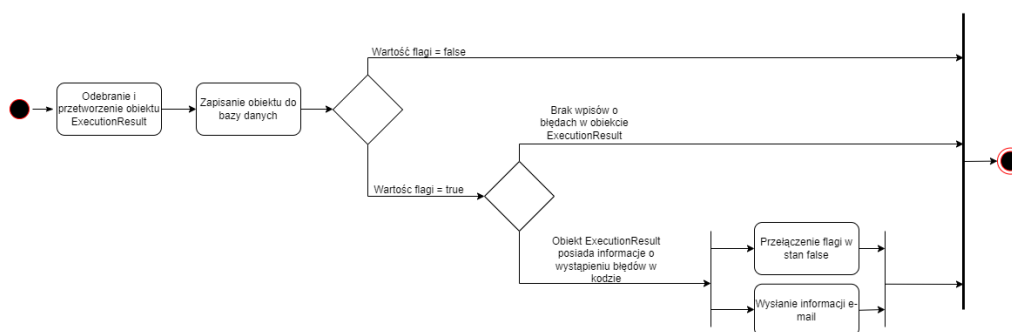 Wartość flagi = false
Odebranie i
przetworzenie obiektu
ExecutionResult
Zapisanie obiektu do
bazy danych
Brak wpisów o
błędach w obiekcie
ExecutionResult
Wartośc flagi = true
Obiekt ExecutionResult
posiada informacje o
wystąpieniu błędów w
kodzie
Przełączenie flagi w
stan false
Wysłanie informacji e-
mail